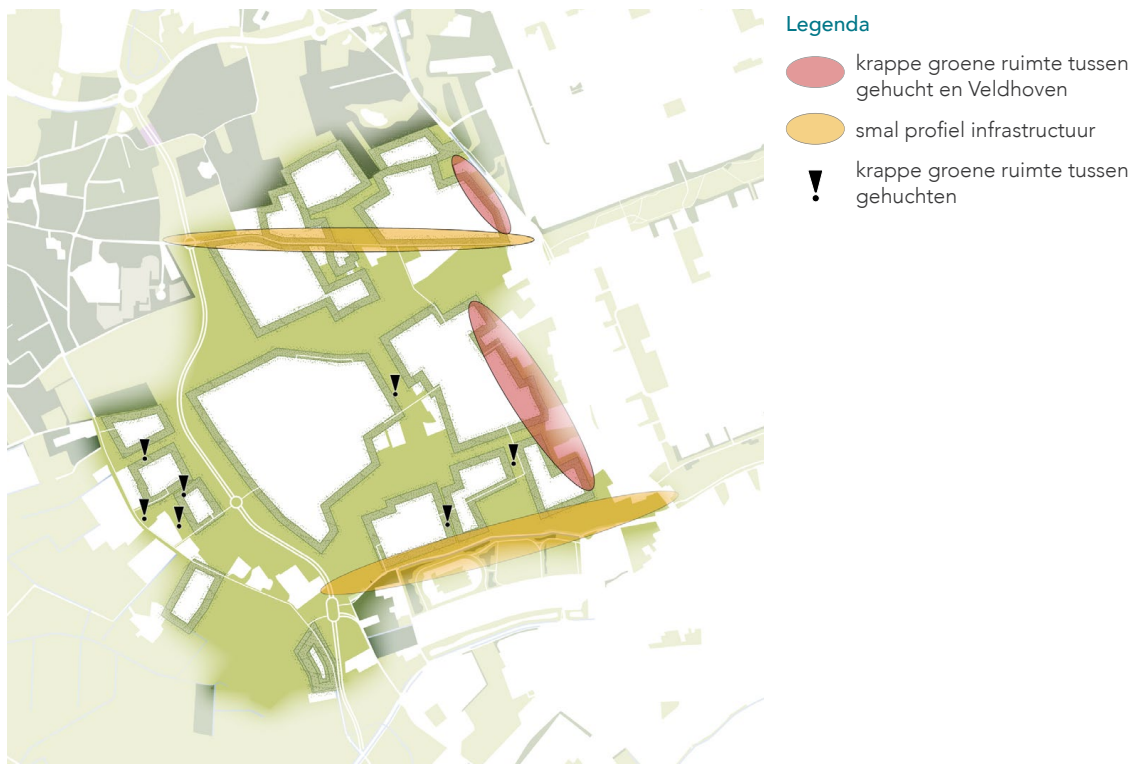 Legenda
krappe groene ruimte tussen
gehucht en Veldhoven
smal profiel infrastructuur
krappe groene ruimte tussen
gehuchten